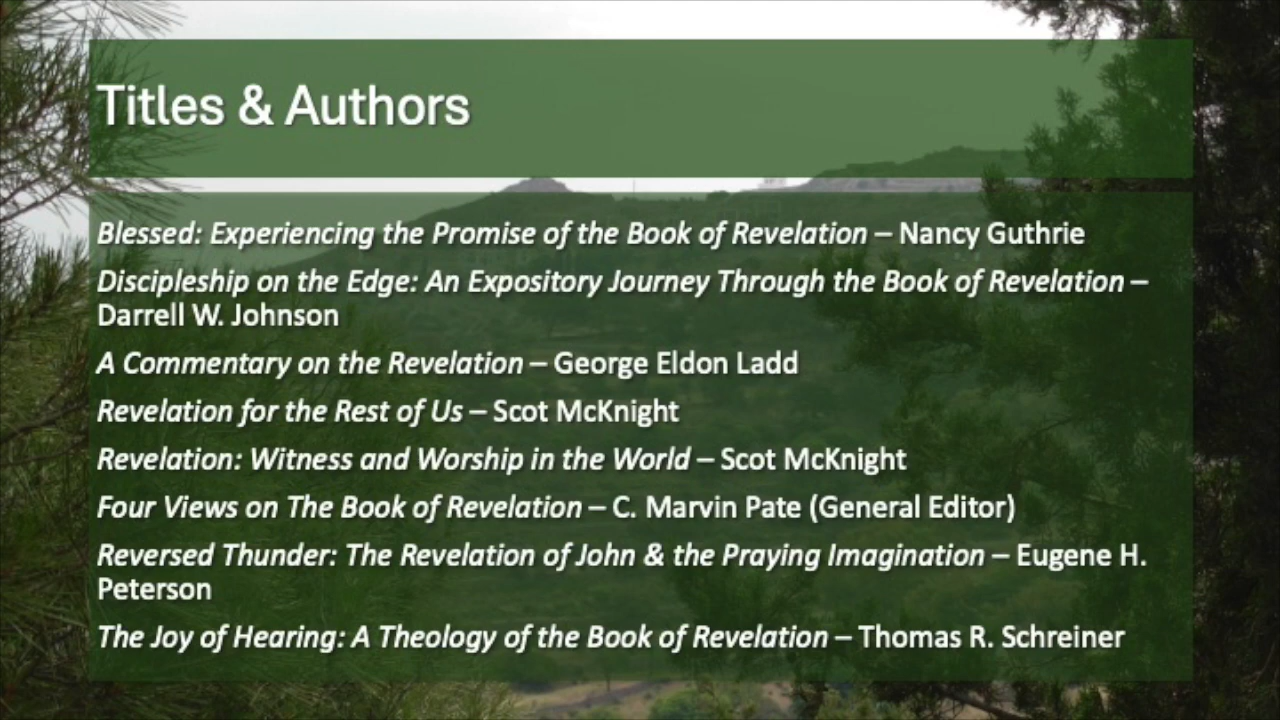 Titles & Authors
Blessed: Experiencing the Promise of the Book of Revelation – Nancy Guthrie
Discipleship on the Edge: An Expository Journey Through the Book of Revelation –
Darrell W. Johnson
A Commentary on the Revelation – George Eldon Ladd
Revelation for the Rest of Us – Scot McKnight
Revelation: Witness and Worship in the World – Scot McKnight
Four Views on The Book of Revelation – C. Marvin Pate (General Editor)
Reversed Thunder: The Revelation of John & the Praying Imagination – Eugene H.
Peterson
The Joy of Hearing: A Theology of the Book of Revelation – Thomas R. Schreiner